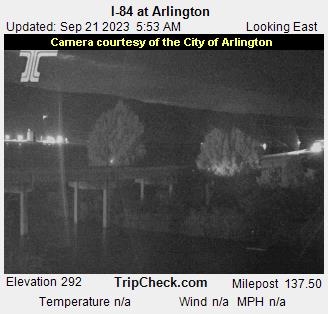 I-84 at Arlington
Updated: Sep 21 2023 5:53 AM Looking East
Camera courtesy of the City of Arlington
Elevation 292 TripCheck.com Milepost 137.50
Temperature n/a Wind n/a MPH n/a